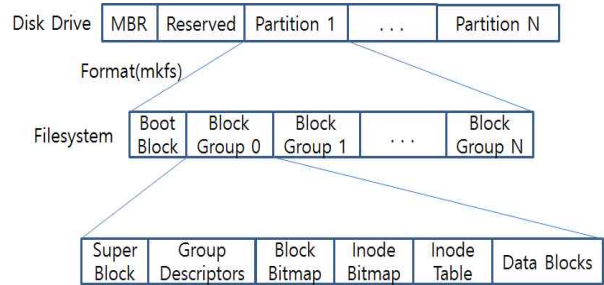 Disk Drive MBR Reserved Partition 1 ... Partition N
Format(mkfs)
Filesystem Boot Block Block Group 0 Block Group 1 ... Block Group N
Super Block Group Descriptors Block Bitmap Inode Bitmap Inode Table Data Blocks